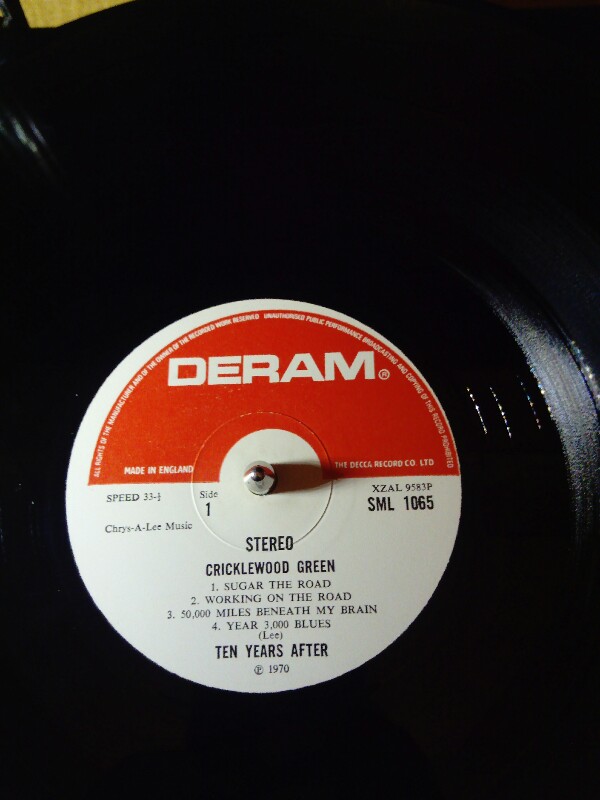 ALL RIGHTS OF THE MANUFACTURER AND OF THE OWNER OF THE RECORDED WORK RESERVED UNAUTHORISED PUBLIC PERFORMANCE BROADCASTING AND COPYING OF THIS RECORD PROHIBITED
DERAM®
MADE IN ENGLAND
THE DECCA RECORD CO. LTD
SPEED 33-⅓
Side
1
XZAL 9583P
SML 1065
Chrys-A-Lee Music
STEREO
CRICKLEWOOD GREEN
1. SUGAR THE ROAD
2. WORKING ON THE ROAD
3. 50,000 MILES BENEATH MY BRAIN
4. YEAR 3,000 BLUES
(Lee)
TEN YEARS AFTER
℗ 1970